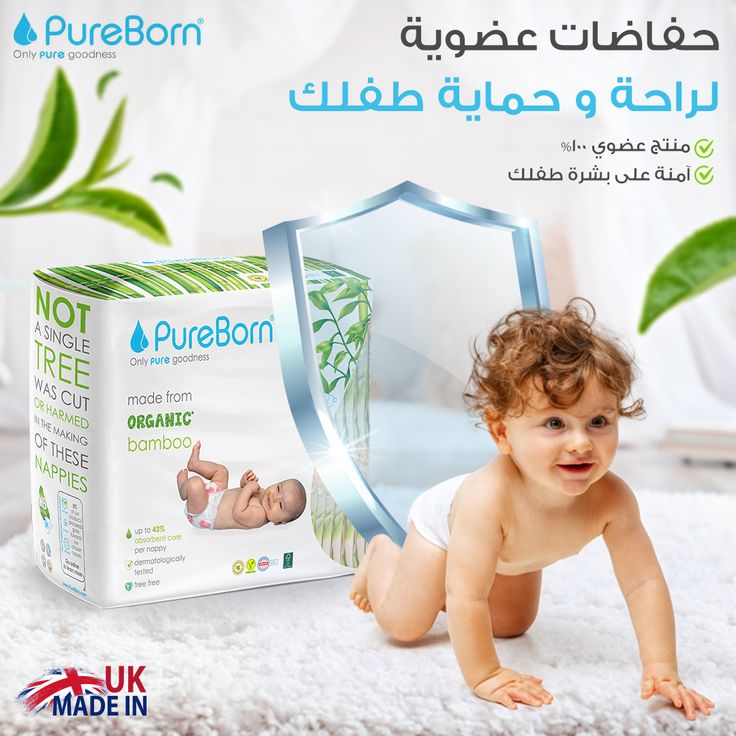 PureBorn®
Only pure goodness
حفاضات عضوية
لراحة و حماية طفلك
منتج عضوي ١٠٠%
آمنة على بشرة طفلك
NOT
A SINGLE
TREE
WAS CUT
OR HARMED
IN THE MAKING
OF THESE
NAPPIES
PureBorn®
Only pure goodness
made from
ORGANIC*
bamboo
up to 43%
absorbent core
per nappy
dermatologically
tested
tree free
UK
MADE IN